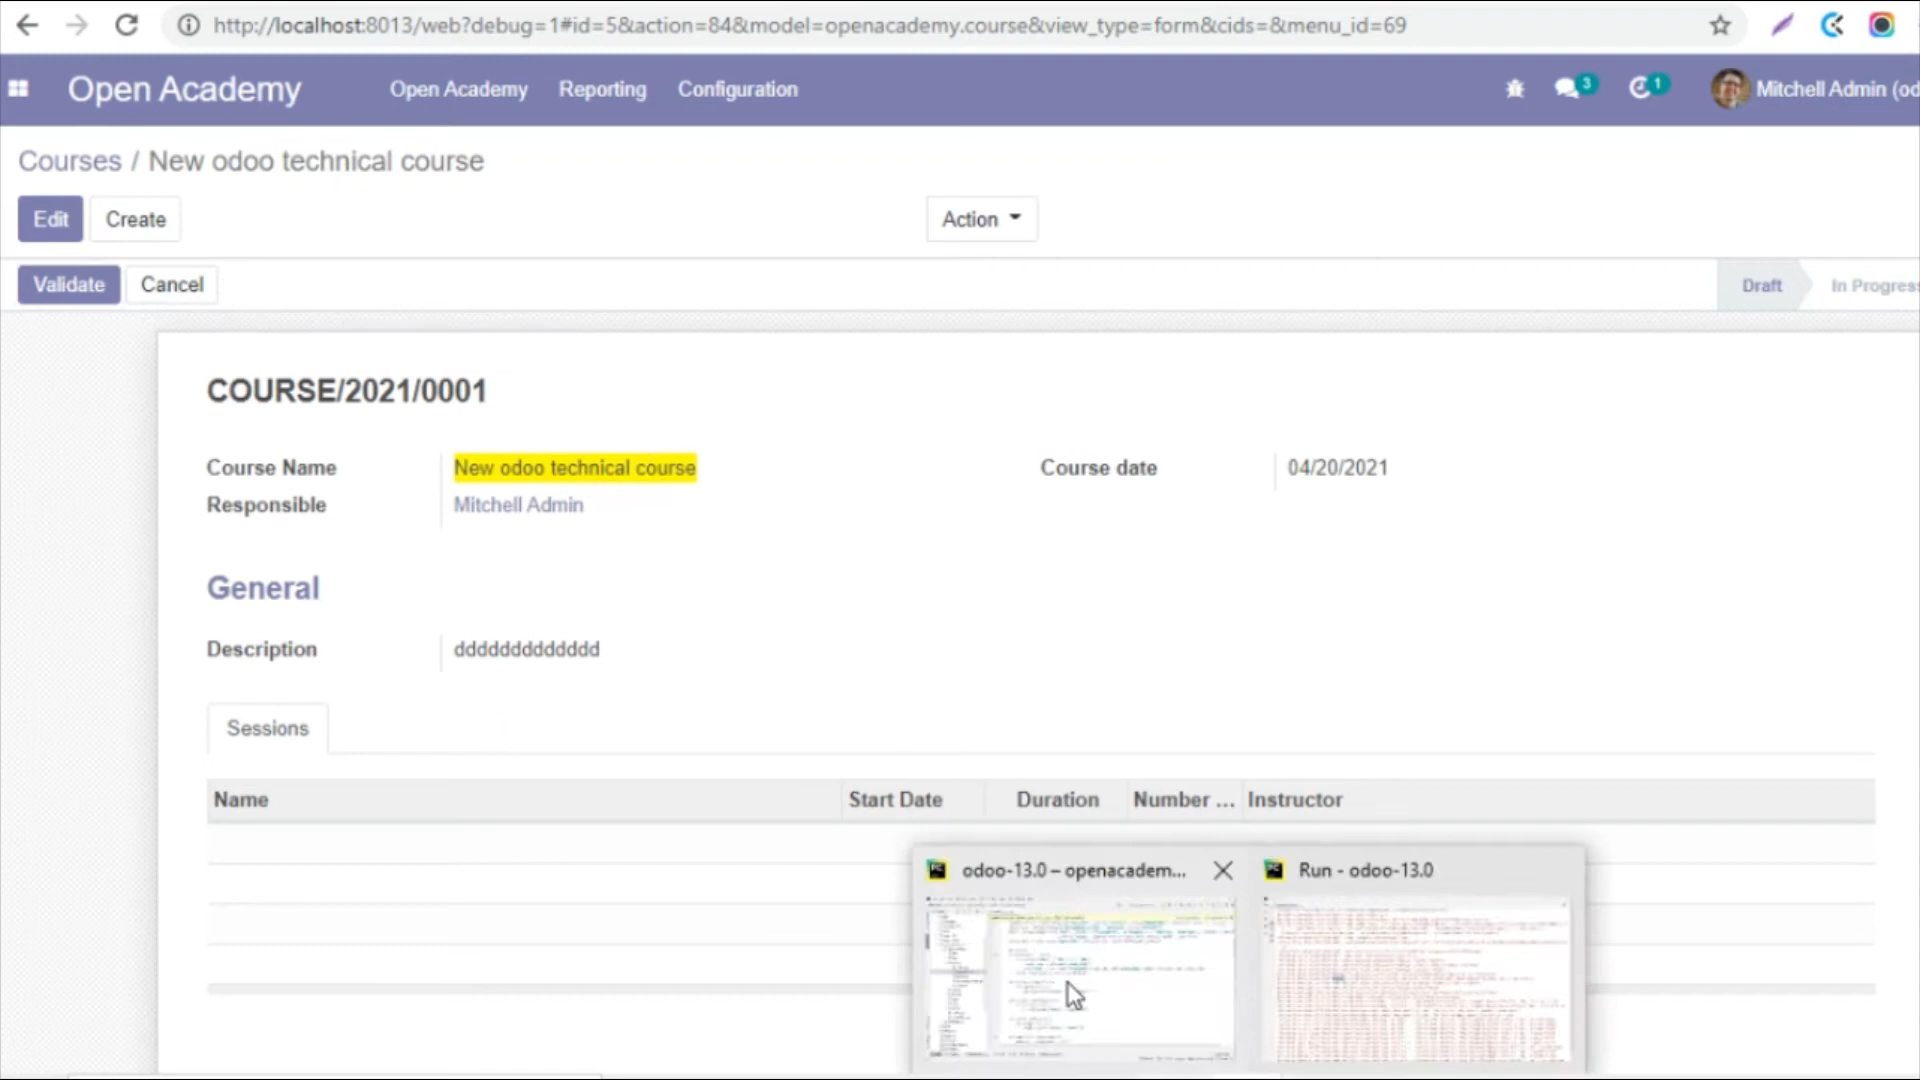 http://localhost:8013/web?debug=1#id=5&action=84&model=openacademy.course&view_type=form&cids=&menu_id=69
Open Academy Open Academy Reporting Configuration 3 1 Mitchell Admin (od
Courses / New odoo technical course
Edit Create Action
Validate Cancel Draft In Progress
COURSE/2021/0001
Course Name New odoo technical course Course date 04/20/2021
Responsible Mitchell Admin
General
Description ddddddddddddd
Sessions
Name Start Date Duration Number ... Instructor
odoo-13.0 – openacadem... Run - odoo-13.0